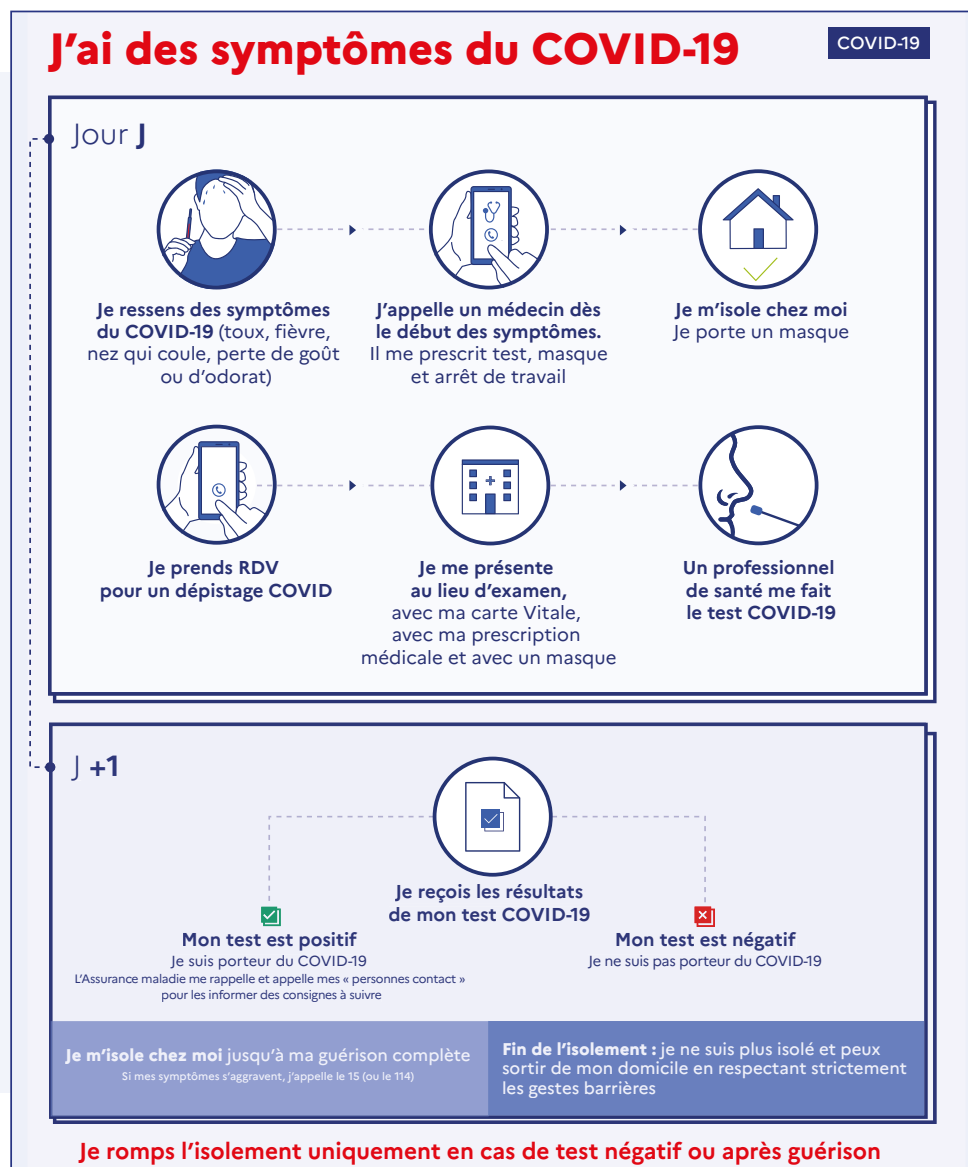 J'ai des symptômes du COVID-19
COVID-19
Jour J
Je ressens des symptômes
du COVID-19 (toux, fièvre,
nez qui coule, perte de goût
ou d'odorat)
J'appelle un médecin dès
le début des symptômes.
Il me prescrit test, masque
et arrêt de travail
Je m'isole chez moi
Je porte un masque
Je prends RDV
pour un dépistage COVID
Je me présente
au lieu d'examen,
avec ma carte Vitale,
avec ma prescription
médicale et avec un masque
Un professionnel
de santé me fait
le test COVID-19
J +1
Je reçois les résultats
de mon test COVID-19
Mon test est positif
Je suis porteur du COVID-19
L'Assurance maladie me rappelle et appelle mes « personnes contact »
pour les informer des consignes à suivre
Mon test est négatif
Je ne suis pas porteur du COVID-19
Je m'isole chez moi jusqu'à ma guérison complète
Si mes symptômes s'aggravent, j'appelle le 15 (ou le 114)
Fin de l'isolement : je ne suis plus isolé et peux
sortir de mon domicile en respectant strictement
les gestes barrières
Je romps l'isolement uniquement en cas de test négatif ou après guérison